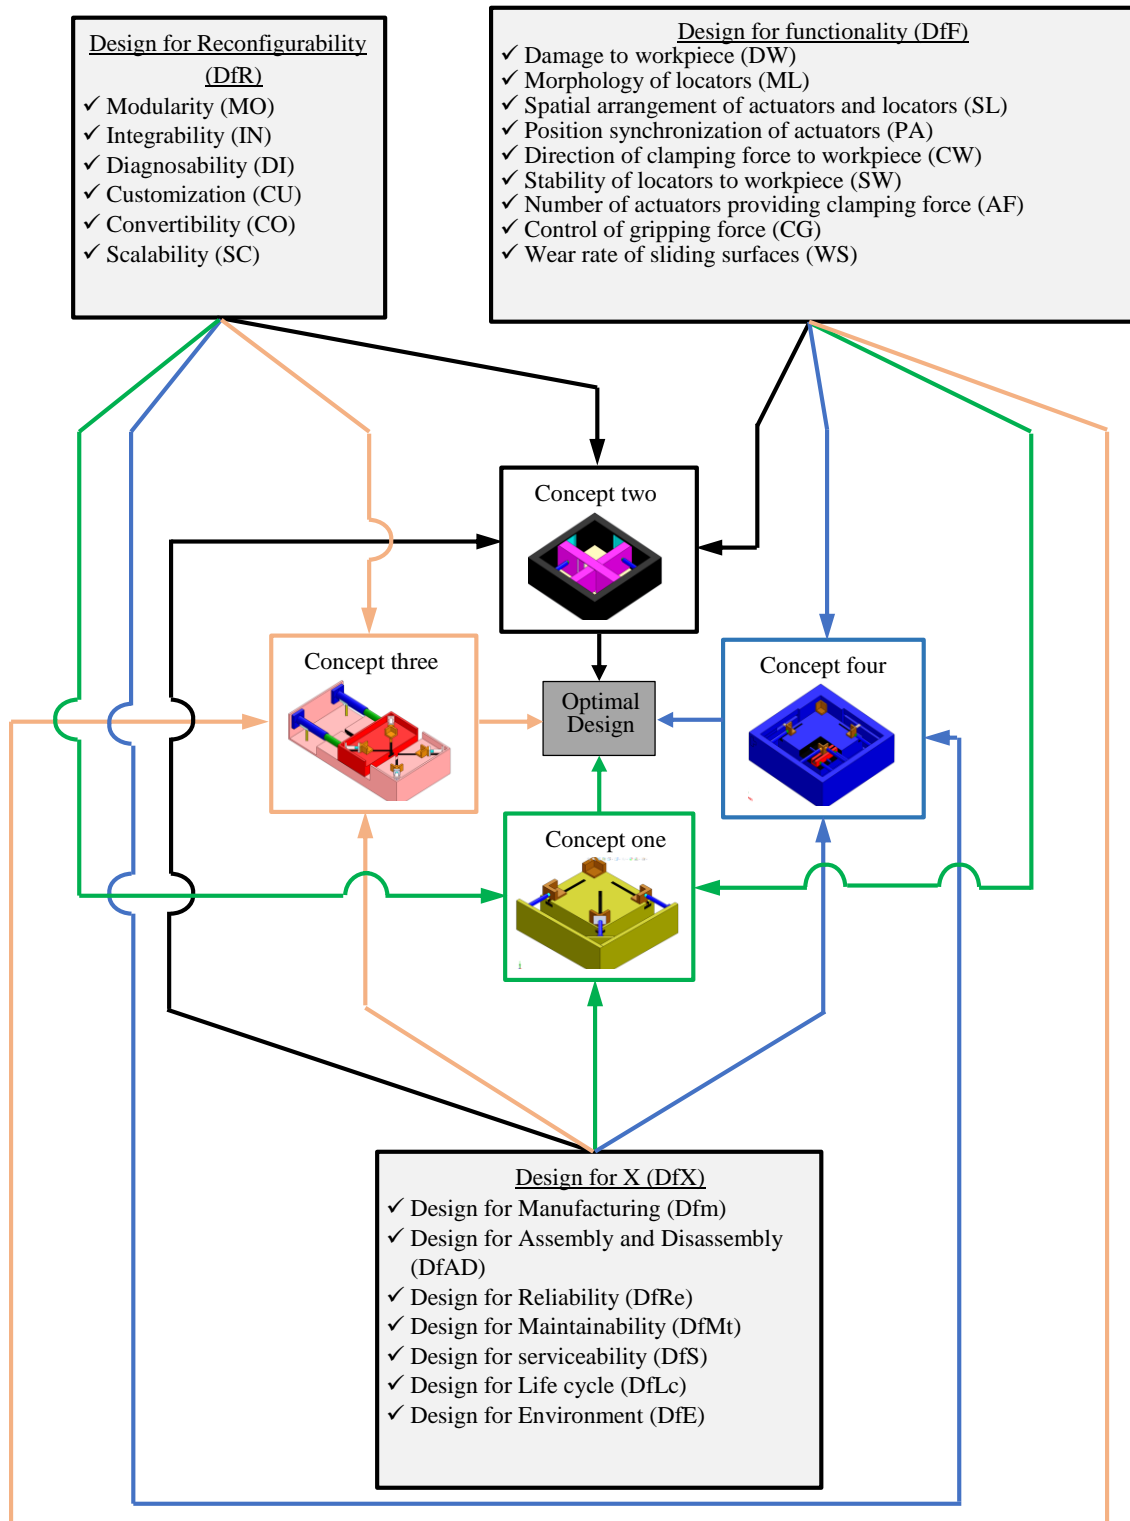 Design for Reconfigurability
(DfR)
✓ Modularity (MO)
✓ Integrability (IN)
✓ Diagnosability (DI)
✓ Customization (CU)
✓ Convertibility (CO)
✓ Scalability (SC)
Design for functionality (DfF)
✓ Damage to workpiece (DW)
✓ Morphology of locators (ML)
✓ Spatial arrangement of actuators and locators (SL)
✓ Position synchronization of actuators (PA)
✓ Direction of clamping force to workpiece (CW)
✓ Stability of locators to workpiece (SW)
✓ Number of actuators providing clamping force (AF)
✓ Control of gripping force (CG)
✓ Wear rate of sliding surfaces (WS)
Concept two
Concept three
Concept four
Optimal
Design
Concept one
Design for X (DfX)
✓ Design for Manufacturing (Dfm)
✓ Design for Assembly and Disassembly
(DfAD)
✓ Design for Reliability (DfRe)
✓ Design for Maintainability (DfMt)
✓ Design for serviceability (DfS)
✓ Design for Life cycle (DfLc)
✓ Design for Environment (DfE)